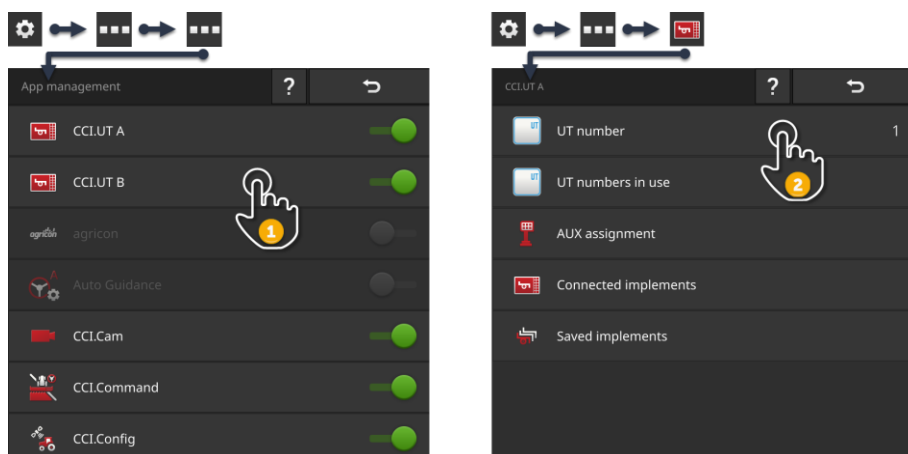 App management
?
CCI.UT A
CCI.UT B
1
agricon
agricon
Auto Guidance
CCI.Cam
CCI.Command
CCI.Config
CCI.UT A
?
UT
UT number
1
2
UT
UT numbers in use
AUX assignment
Connected implements
Saved implements